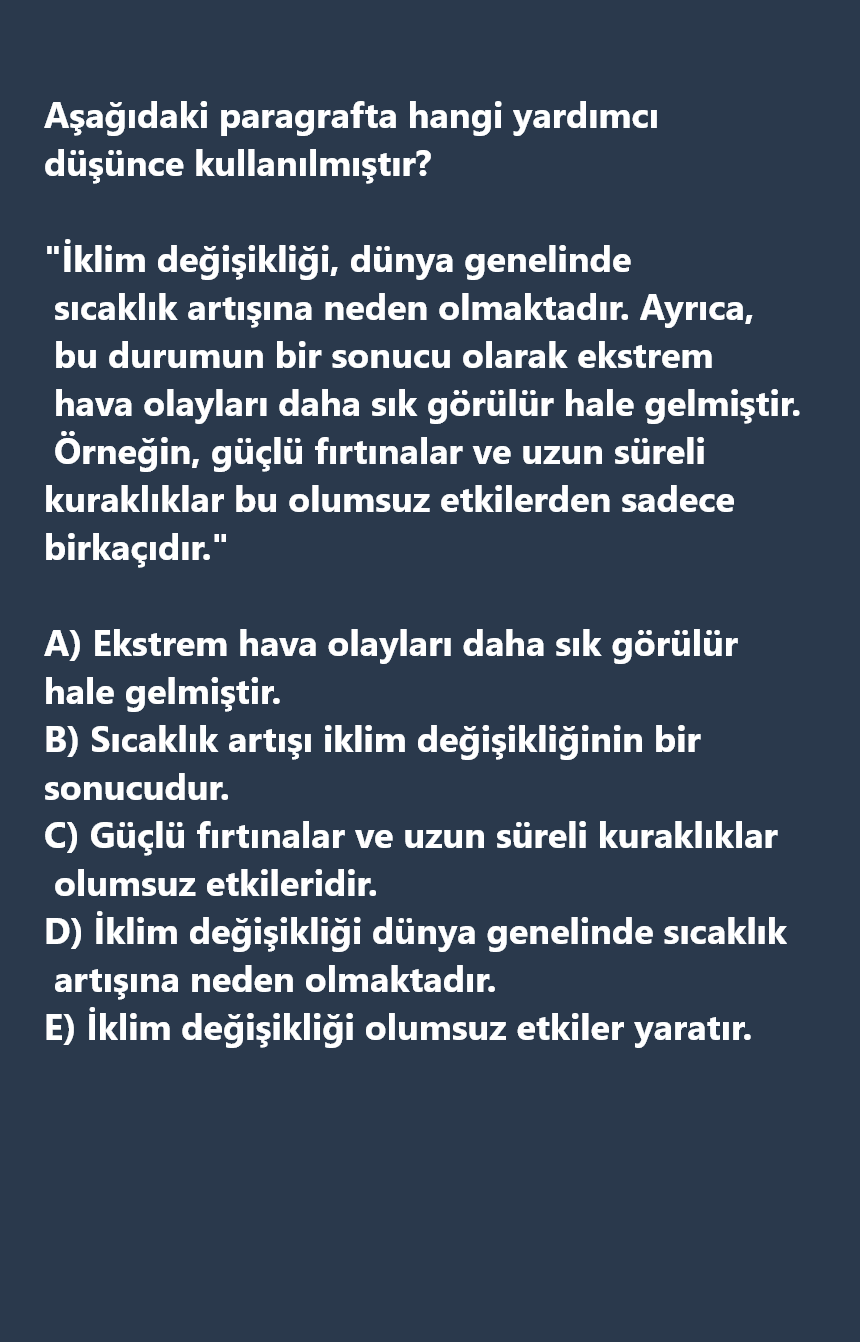 Aşağıdaki paragrafta hangi yardımcı
düşünce kullanılmıştır?
"İklim değişikliği, dünya genelinde
sıcaklık artışına neden olmaktadır. Ayrıca,
bu durumun bir sonucu olarak ekstrem
hava olayları daha sık görülür hale gelmiştir.
Örneğin, güçlü fırtınalar ve uzun süreli
kuraklıklar bu olumsuz etkilerden sadece
birkaçıdır."
A) Ekstrem hava olayları daha sık görülür
hale gelmiştir.
B) Sıcaklık artışı iklim değişikliğinin bir
sonucudur.
C) Güçlü fırtınalar ve uzun süreli kuraklıklar
olumsuz etkileridir.
D) İklim değişikliği dünya genelinde sıcaklık
artışına neden olmaktadır.
E) İklim değişikliği olumsuz etkiler yaratır.